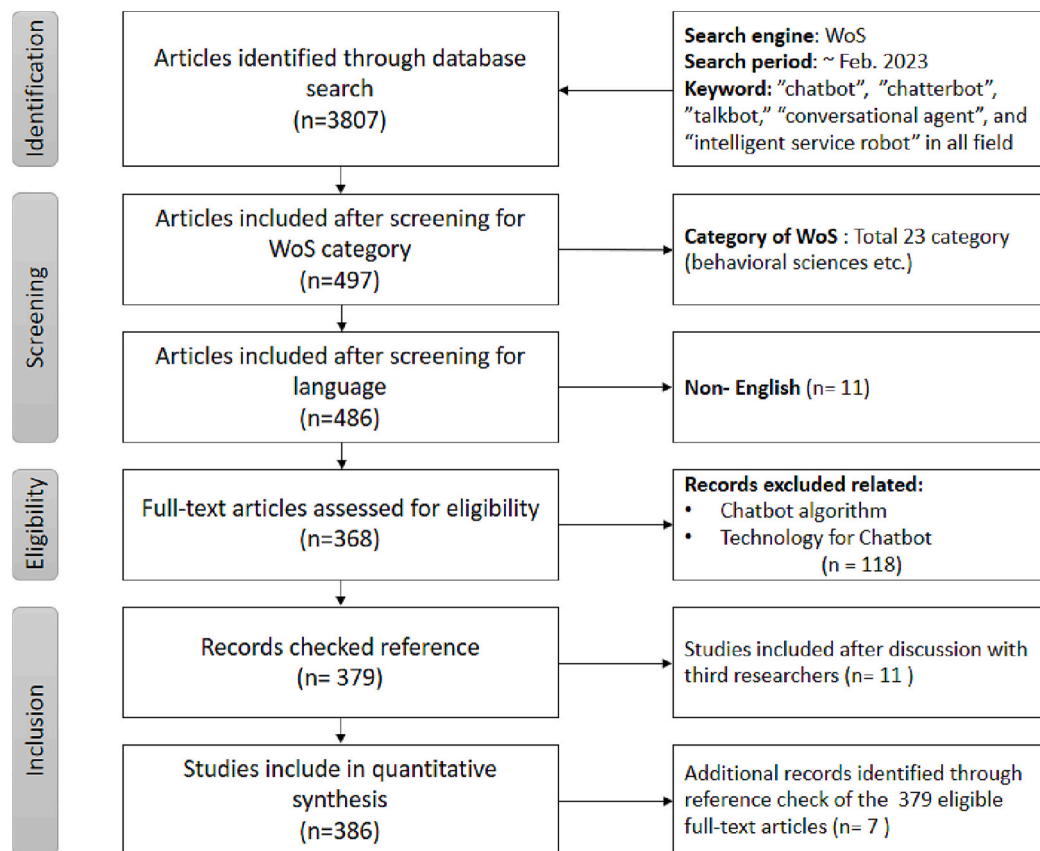 Identification
Articles identified through database
search
(n=3807)
Search engine: WoS
Search period: ~ Feb. 2023
Keyword: ”chatbot”, ”chatterbot”,
”talkbot,” “conversational agent”, and
“intelligent service robot” in all field
Screening
Articles included after screening for
WoS category
(n=497)
Category of WoS : Total 23 category
(behavioral sciences etc.)
Articles included after screening for
language
(n=486)
Non- English (n= 11)
Eligibility
Full-text articles assessed for eligibility
(n=368)
Records excluded related:
• Chatbot algorithm
• Technology for Chatbot
(n = 118)
Inclusion
Records checked reference
(n= 379)
Studies included after discussion with
third researchers (n= 11 )
Studies include in quantitative
synthesis
(n=386)
Additional records identified through
reference check of the 379 eligible
full-text articles (n= 7 )